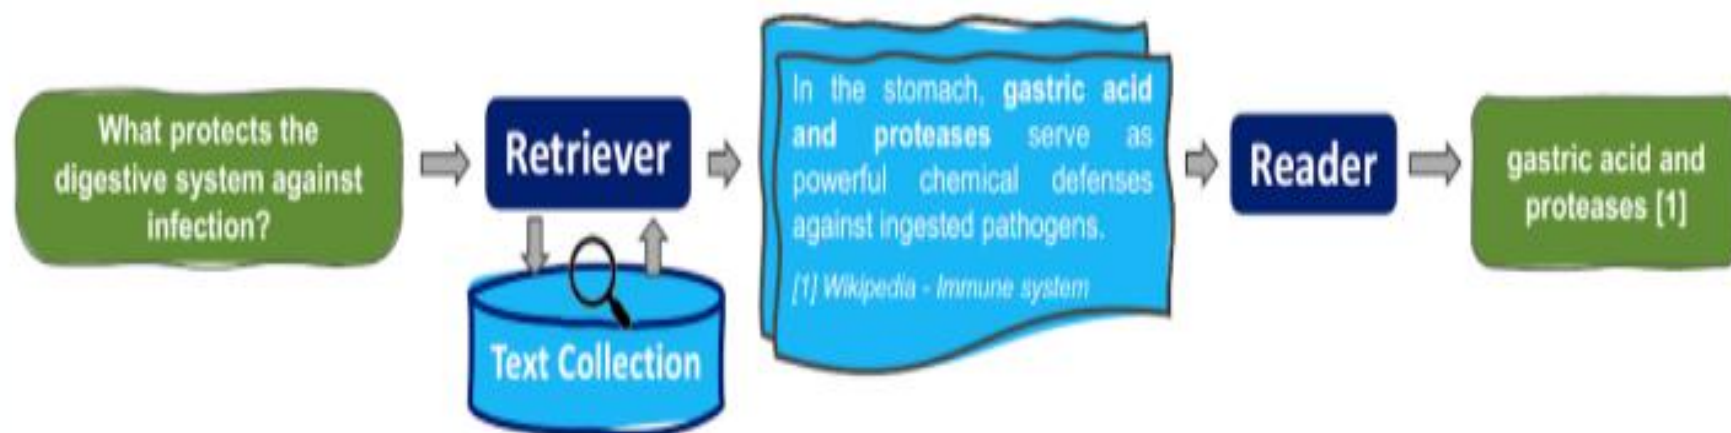 What protects the
digestive system against
infection?
Retriever
Text Collection
In the stomach, gastric acid
and proteases serve as
powerful chemical defenses
against ingested pathogens.
[1] Wikipedia - Immune system
Reader
gastric acid and
proteases [1]